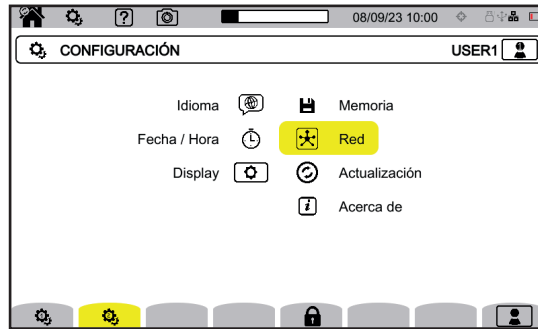 08/09/23 10:00
CONFIGURACIÓN USER1
Idioma Memoria
Fecha / Hora Red
Display Actualización
Acerca de